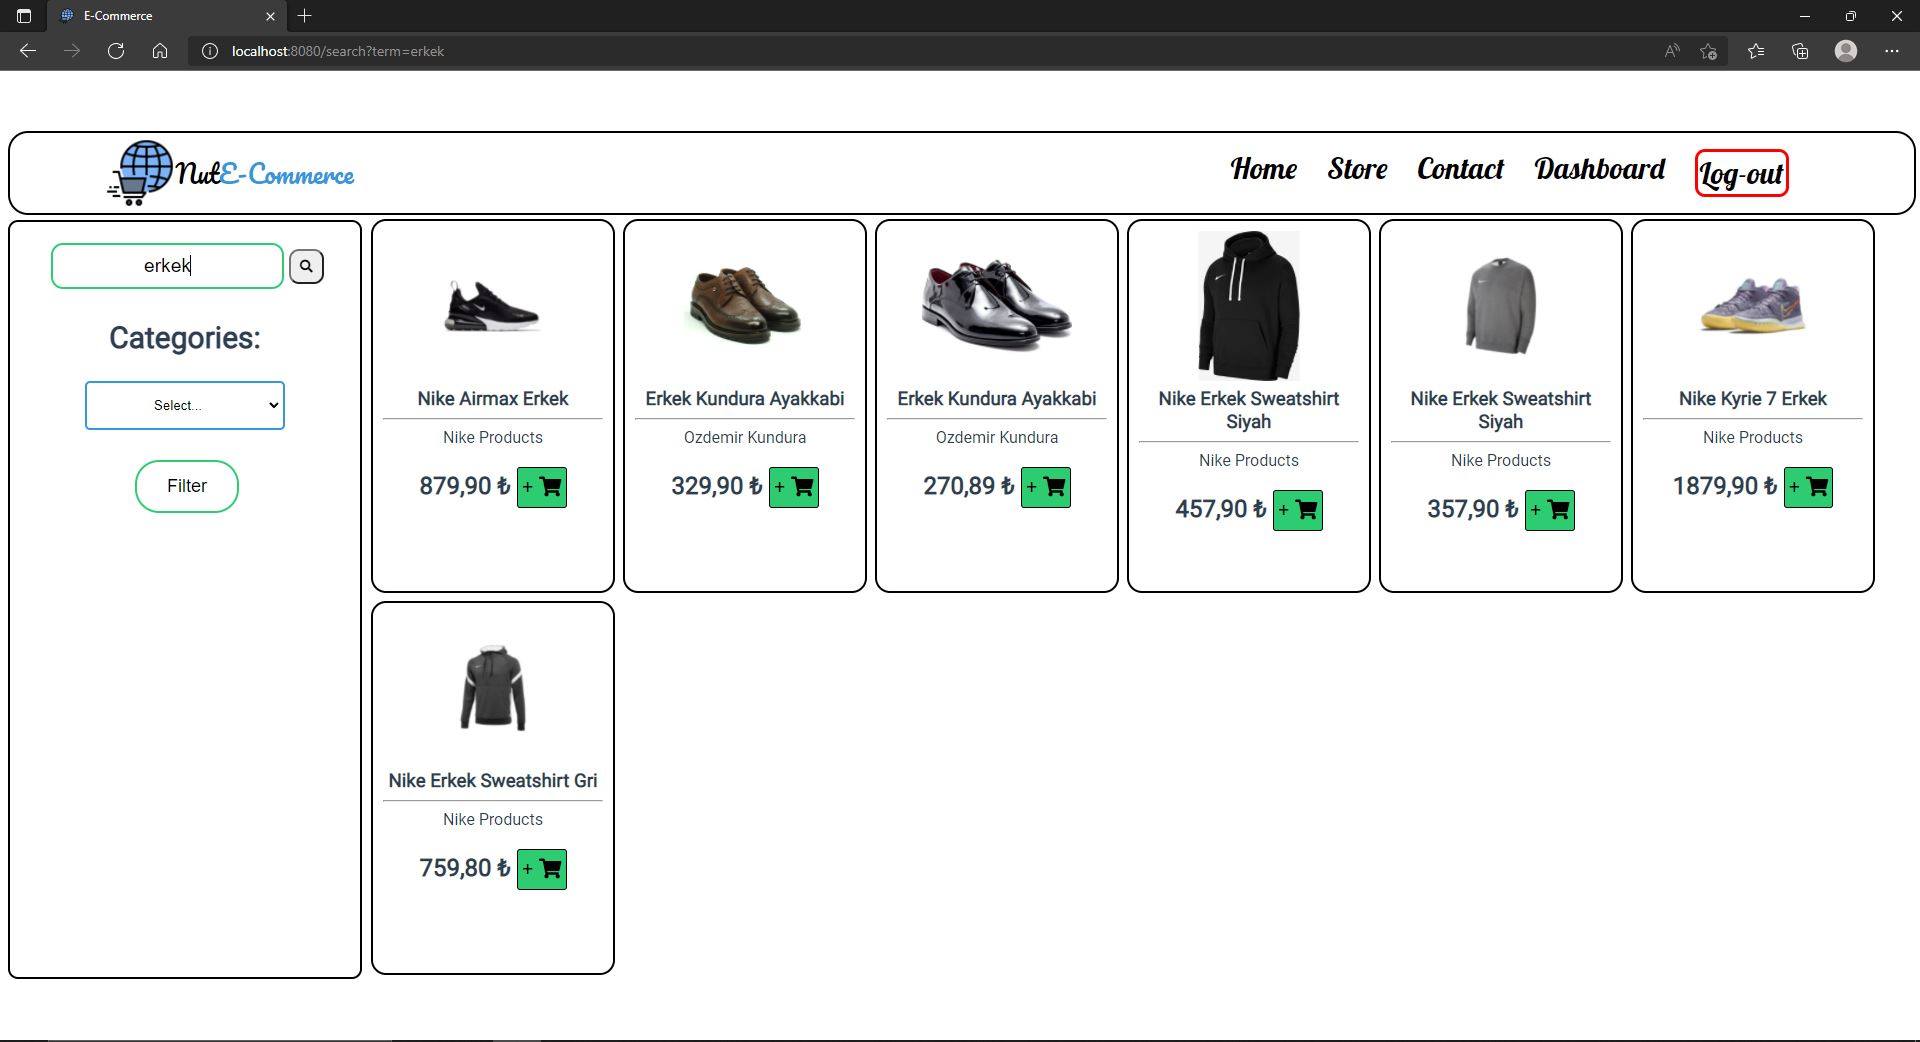 E-Commerce
localhost:8080/search?term=erkek
NutE-Commerce
Home Store Contact Dashboard Log-out
erkek
Categories:
Select...
Filter
Nike Airmax Erkek
Nike Products
879,90 ₺ +
Erkek Kundura Ayakkabi
Ozdemir Kundura
329,90 ₺ +
Erkek Kundura Ayakkabi
Ozdemir Kundura
270,89 ₺ +
Nike Erkek Sweatshirt
Siyah
Nike Products
457,90 ₺ +
Nike Erkek Sweatshirt
Siyah
Nike Products
357,90 ₺ +
Nike Kyrie 7 Erkek
Nike Products
1879,90 ₺ +
Nike Erkek Sweatshirt Gri
Nike Products
759,80 ₺ +